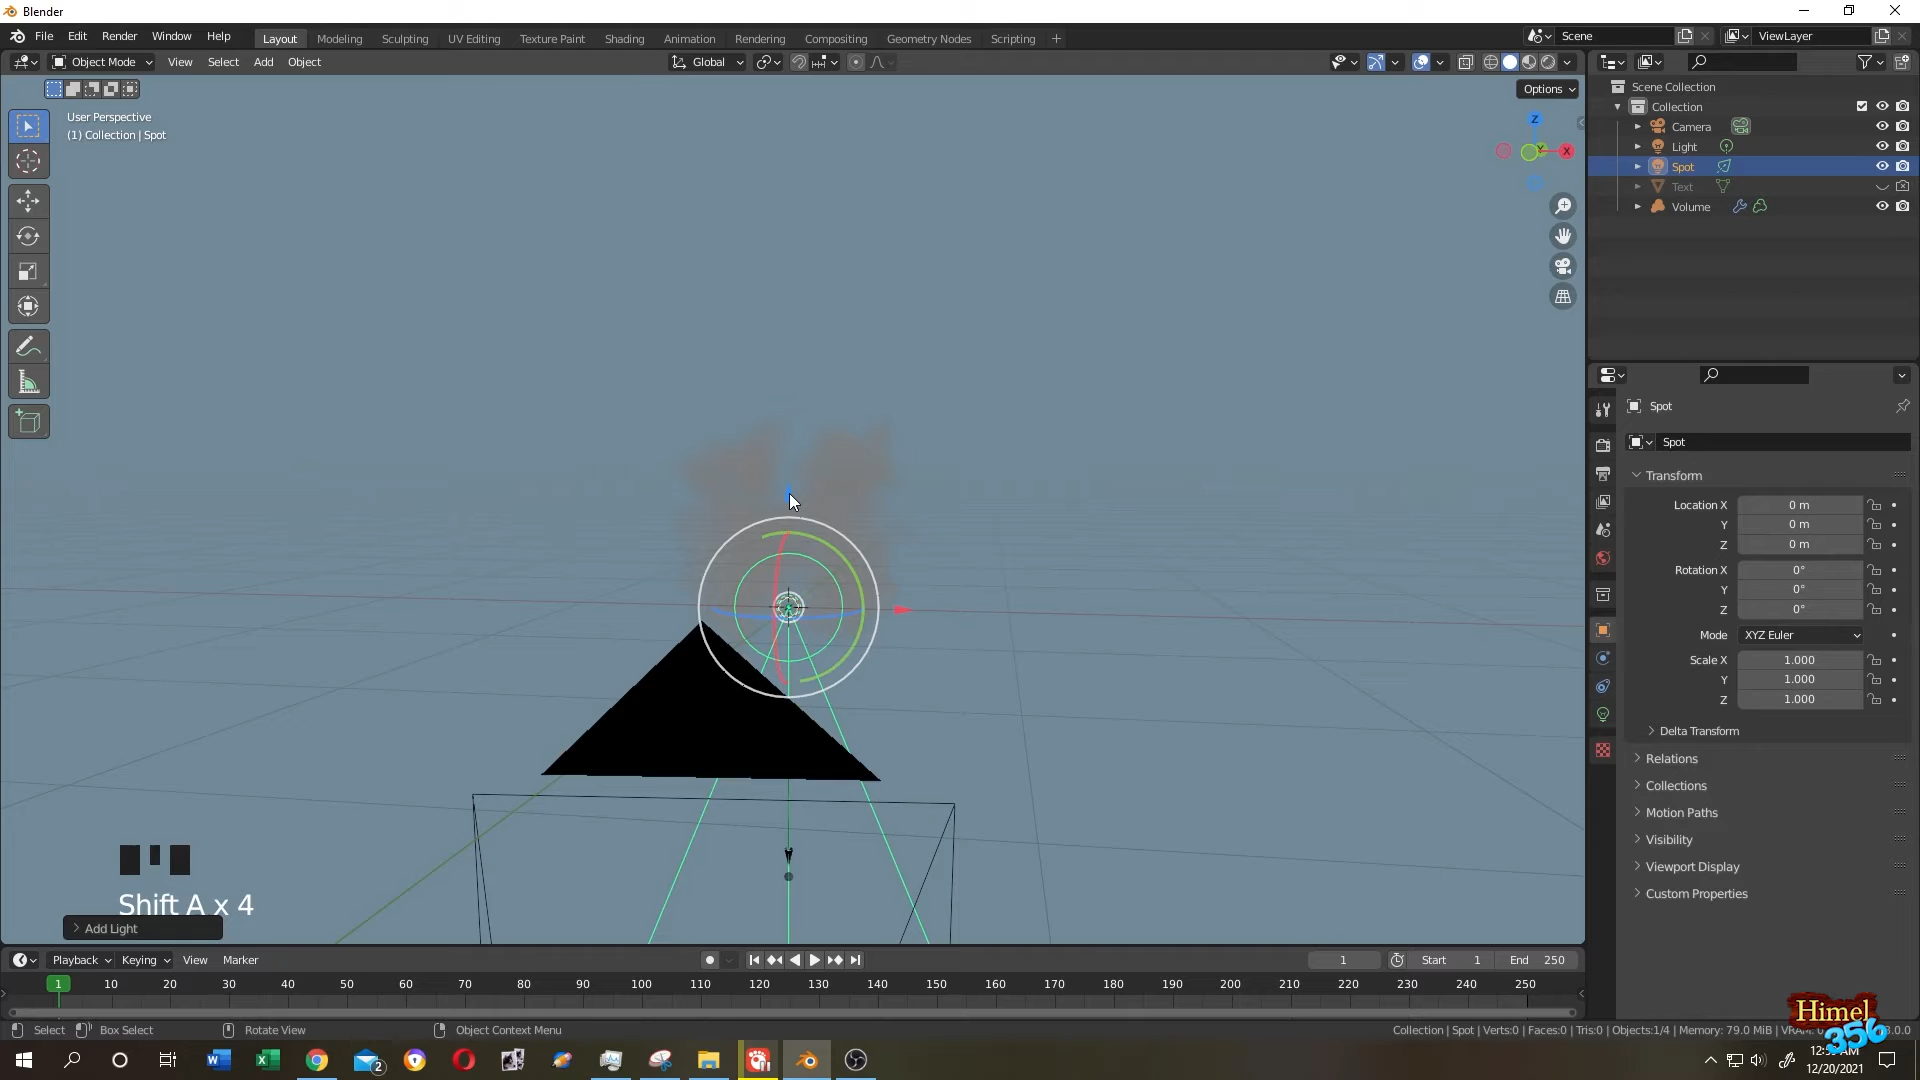 Blender
File Edit Render Window Help Layout Modeling Sculpting UV Editing Texture Paint Shading Animation Rendering Compositing Geometry Nodes Scripting Scene ViewLayer
Object Mode View Select Add Object Global
Options
User Perspective
(1) Collection | Spot
Z
Y
X
Scene Collection
Collection
Camera
Light
Spot
Text
Volume
Spot
Spot
Transform
Location X 0 m
Y 0 m
Z 0 m
Rotation X 0°
Y 0°
Z 0°
Mode XYZ Euler
Scale X 1.000
Y 1.000
Z 1.000
Delta Transform
Relations
Collections
Motion Paths
Visibility
Viewport Display
Custom Properties
Shift A x 4
Add Light
Playback Keying View Marker 1 Start 1 End 250
1 10 20 30 40 50 60 70 80 90 100 110 120 130 140 150 160 170 180 190 200 210 220 230 240 250
Select Box Select Rotate View Object Context Menu Collection | Spot | Verts:0 | Faces:0 | Tris:0 | Objects:1/4 | Memory: 79.0 MiB | VRAM:
Himel
356
2
12/20/2021